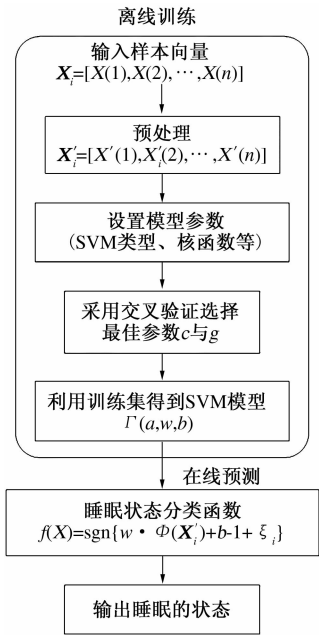 离线训练
输入样本向量
X_i=[X(1),X(2),⋯,X(n)]
预处理
X'_i=[X'(1),X'_i(2),⋯,X'(n)]
设置模型参数
（SVM类型、核函数等）
采用交叉验证选择
最佳参数c与g
利用训练集得到SVM模型
Γ(a,w,b)
在线预测
睡眠状态分类函数
f(X)=sgn{w·Φ(X'_i)+b-1+ξ_i}
输出睡眠的状态